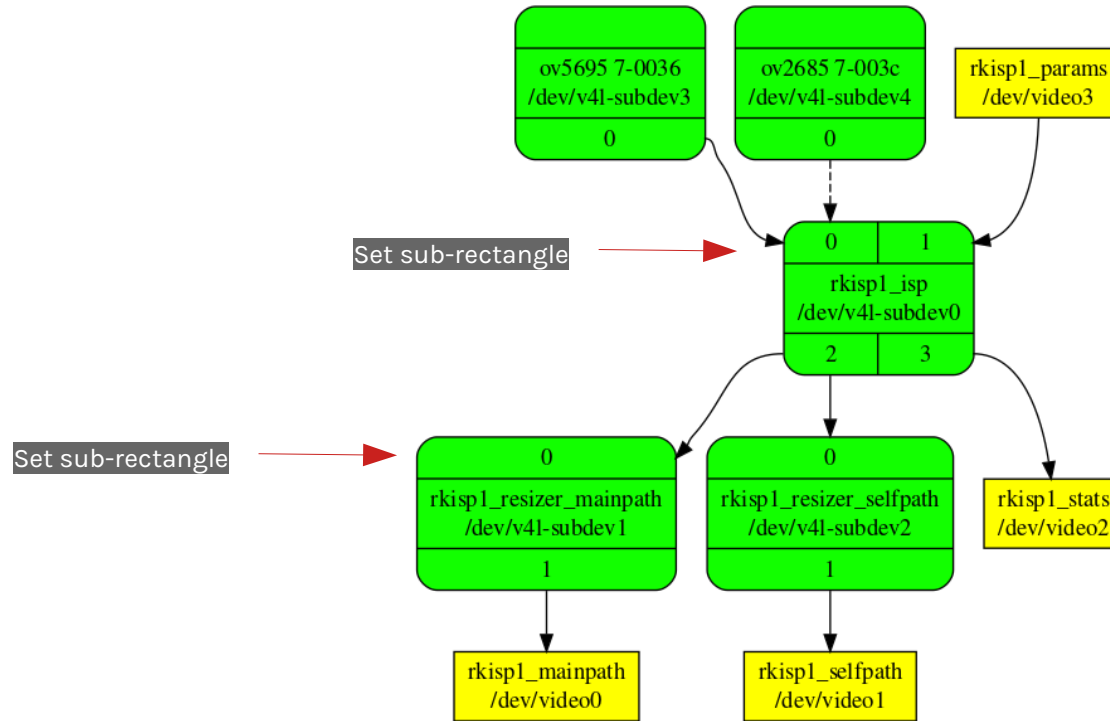 ov5695 7-0036
/dev/v4l-subdev3
0
ov2685 7-003c
/dev/v4l-subdev4
0
rkisp1_params
/dev/video3
Set sub-rectangle
0
1
rkisp1_isp
/dev/v4l-subdev0
2
3
Set sub-rectangle
0
rkisp1_resizer_mainpath
/dev/v4l-subdev1
1
0
rkisp1_resizer_selfpath
/dev/v4l-subdev2
1
rkisp1_stats
/dev/video2
rkisp1_mainpath
/dev/video0
rkisp1_selfpath
/dev/video1